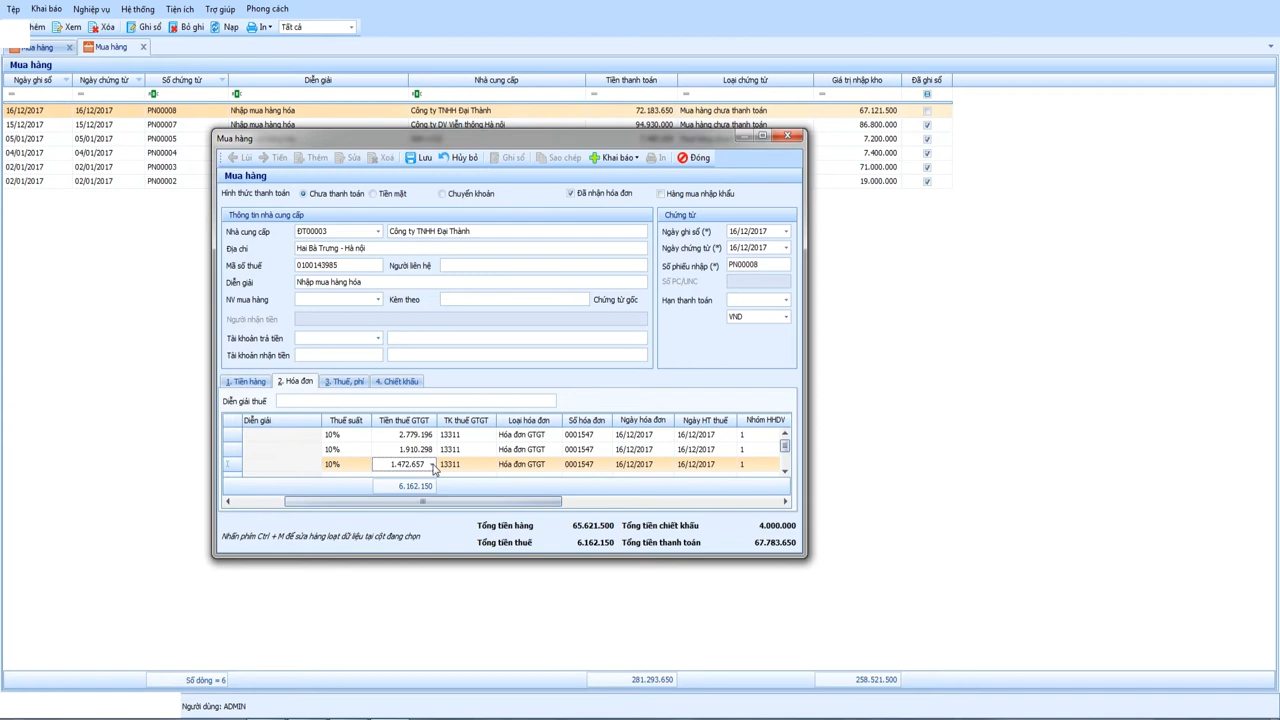 Tệp Khai báo Nghiệp vụ Hệ thống Tiện ích Trợ giúp Phong cách
Xem Xóa Ghi sổ Bỏ ghi Nạp In Tất cả
Mua hàng Mua hàng
Mua hàng
Ngày ghi sổ Ngày chứng từ Số chứng từ Diễn giải Nhà cung cấp Tiền thanh toán Loại chứng từ Giá trị nhập kho Đã ghi sổ
16/12/2017 16/12/2017 PN00008 Nhập mua hàng hóa Công ty TNHH Đại Thành 72.183.650 Mua hàng chưa thanh toán 67.121.500
15/12/2017 15/12/2017 PN00007 Nhập mua hàng hóa Công ty DV Viễn thông Hà nội 94.930.000 Mua hàng chưa thanh toán 86.800.000
05/01/2017 05/01/2017 PN00005 7.200.000
04/01/2017 04/01/2017 PN00004 7.400.000
02/01/2017 02/01/2017 PN00003 71.000.000
02/01/2017 02/01/2017 PN00002 19.000.000
Mua hàng
Lùi Tiến Thêm Sửa Xoá Lưu Hủy bỏ Ghi sổ Sao chép Khai báo In Đóng
Mua hàng
Hình thức thanh toán Chưa thanh toán Tiền mặt Chuyển khoản Đã nhận hóa đơn Hàng mua nhập khẩu
Thông tin nhà cung cấp Chứng từ
Nhà cung cấp ĐT00003 Công ty TNHH Đại Thành Ngày ghi sổ (*) 16/12/2017
Địa chỉ Hai Bà Trưng - Hà nội Ngày chứng từ (*) 16/12/2017
Mã số thuế 0100143985 Người liên hệ Số phiếu nhập (*) PN00008
Diễn giải Nhập mua hàng hóa Số PC/UNC
NV mua hàng Kèm theo Chứng từ gốc Hạn thanh toán
Người nhận tiền VND
Tài khoản trả tiền
Tài khoản nhận tiền
1. Tiền hàng 2. Hóa đơn 3. Thuế, phí 4. Chiết khấu
Diễn giải thuế
Diễn giải Thuế suất Tiền thuế GTGT TK thuế GTGT Loại hóa đơn Số hóa đơn Ngày hóa đơn Ngày HT thuế Nhóm HHDV
10% 2.779.196 13311 Hóa đơn GTGT 0001547 16/12/2017 16/12/2017 1
10% 1.910.298 13311 Hóa đơn GTGT 0001547 16/12/2017 16/12/2017 1
10% 1.472.657 13311 Hóa đơn GTGT 0001547 16/12/2017 16/12/2017 1
6.162.150
Tổng tiền hàng 65.621.500 Tổng tiền chiết khấu 4.000.000
Nhấn phím Ctrl + M để sửa hàng loạt dữ liệu tại cột đang chọn
Tổng tiền thuế 6.162.150 Tổng tiền thanh toán 67.783.650
Số dòng = 6 281.293.650 258.521.500
Người dùng: ADMIN